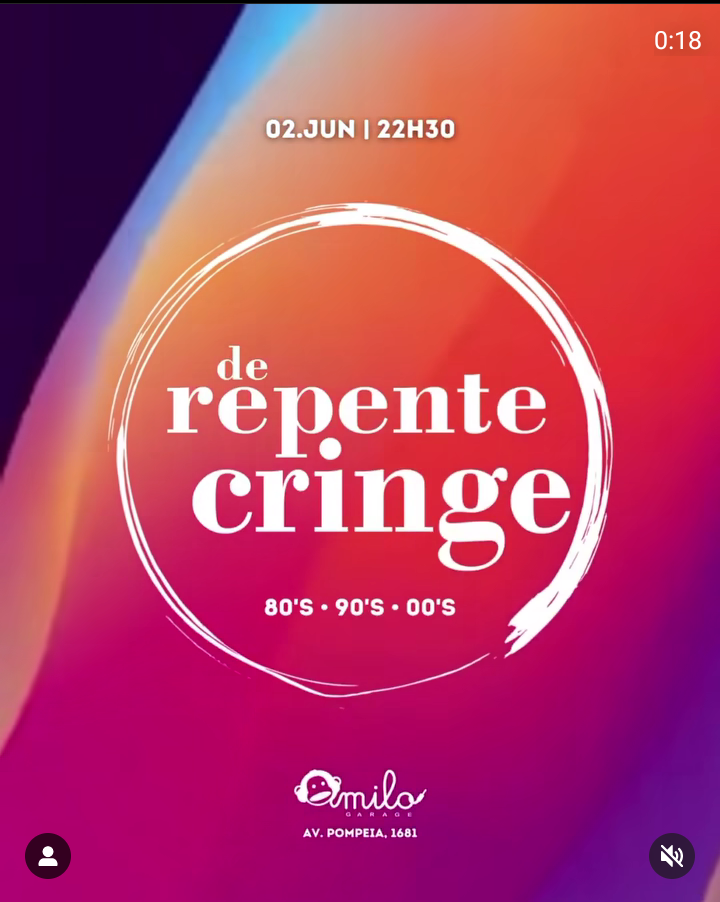 0:18
02.JUN | 22H30
de
repente
cringe
80'S • 90'S • 00'S
milo
GARAGE
AV. POMPEIA, 1681